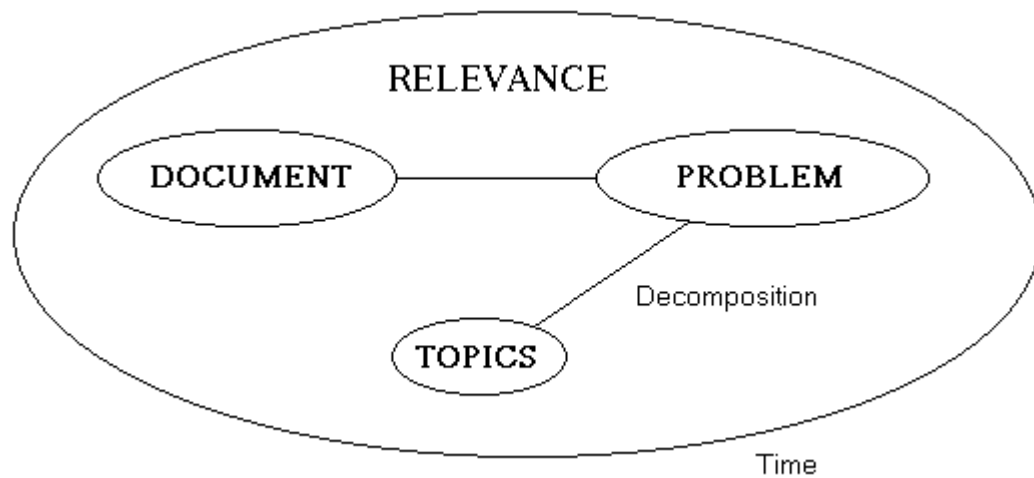 RELEVANCE
DOCUMENT
PROBLEM
Decomposition
TOPICS
Time